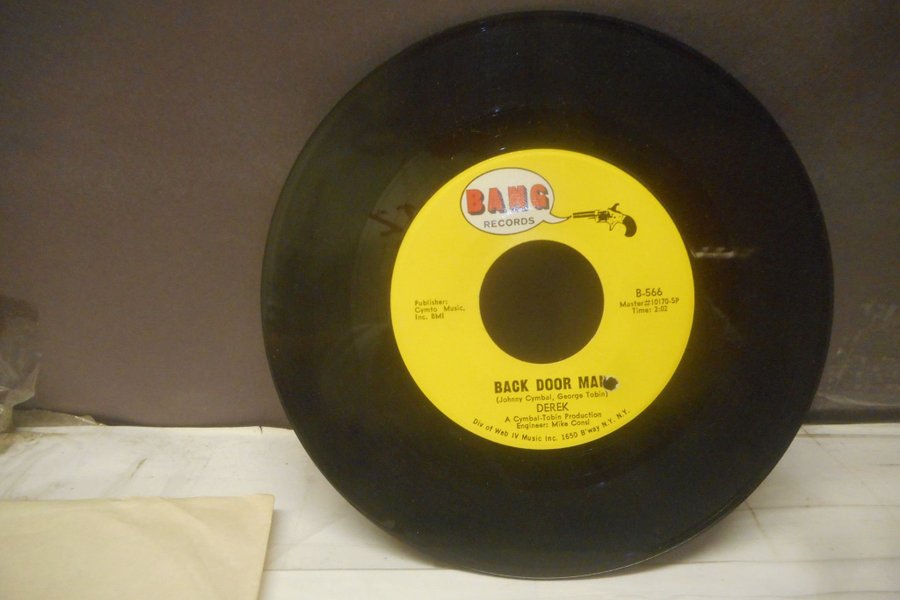 BANG
RECORDS
Publisher:
Cymto Music,
Inc. BMI
B-566
Master#10170-SP
Time: 2:02
BACK DOOR MAN
(Johnny Cymbal, George Tobin)
DEREK
A Cymbal-Tobin Production
Engineer: Mike Consi
Div of Web IV Music Inc. 1650 B'way N.Y. N.Y.